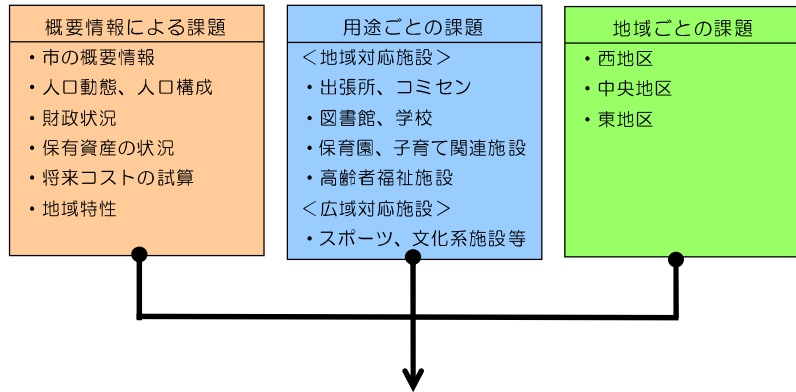 概要情報による課題
・市の概要情報
・人口動態、人口構成
・財政状況
・保有資産の状況
・将来コストの試算
・地域特性
用途ごとの課題
＜地域対応施設＞
・出張所、コミセン
・図書館、学校
・保育園、子育て関連施設
・高齢者福祉施設
＜広域対応施設＞
・スポーツ、文化系施設等
地域ごとの課題
・西地区
・中央地区
・東地区